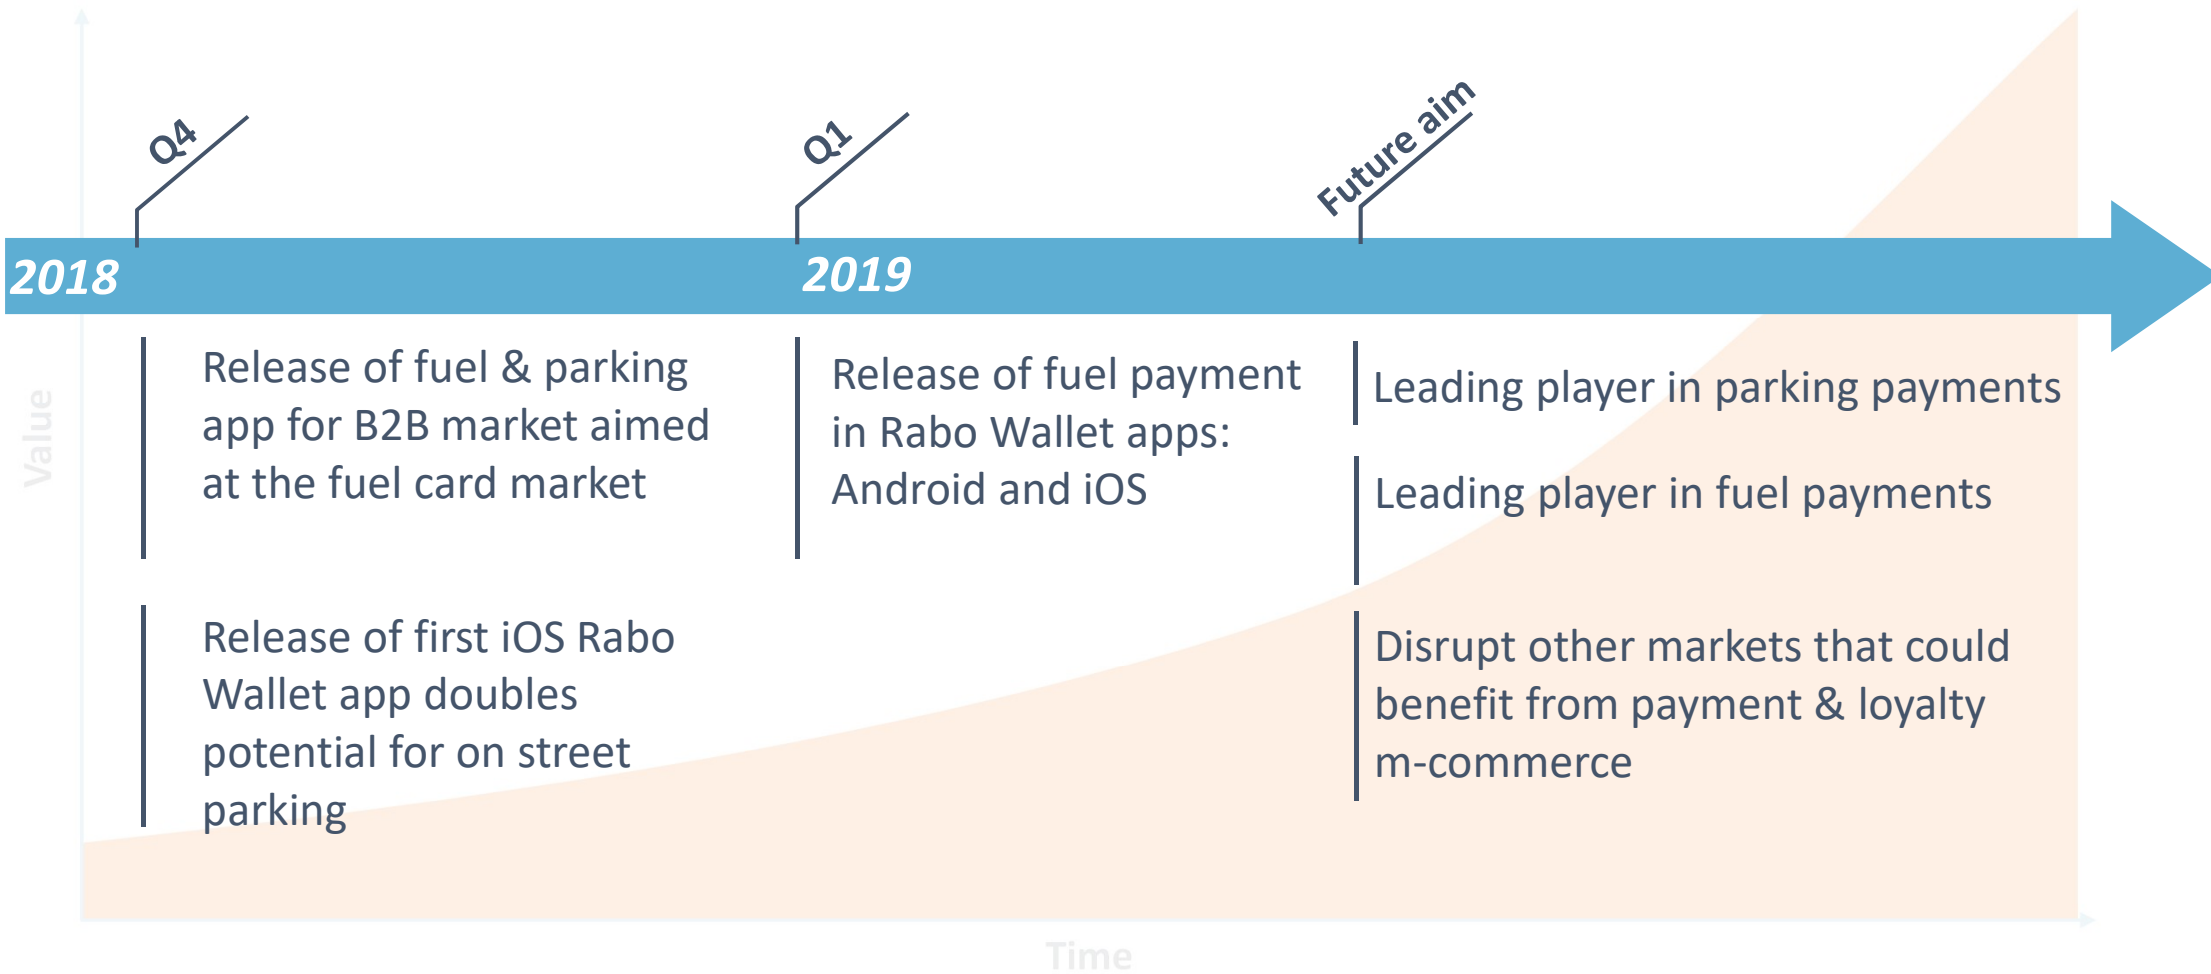 Q4
Q1
Future aim
2018
2019
Release of fuel & parking
app for B2B market aimed
at the fuel card market
Release of first iOS Rabo
Wallet app doubles
potential for on street
parking
Release of fuel payment
in Rabo Wallet apps:
Android and iOS
Leading player in parking payments
Leading player in fuel payments
Disrupt other markets that could
benefit from payment & loyalty
m-commerce
Value
Time